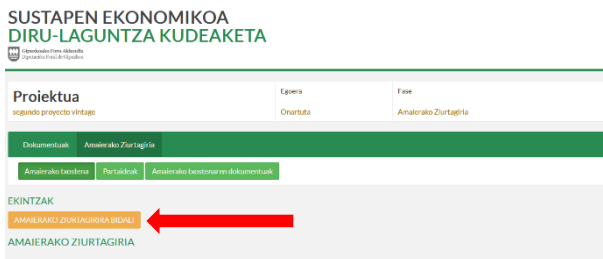 SUSTAPEN EKONOMIKOA
DIRU-LAGUNTZA KUDEAKETA
Gipuzkoako Foru Aldundia
Diputación Foral de Gipuzkoa
Proiektua
segundo proyecto vintage
Egoera
Onartuta
Fase
Amaierako Ziurtagiria
Dokumentuak Amaierako Ziurtagiria
Amaierako txostena Partaideak Amaierako txostenaren dokumentuak
EKINTZAK
AMAIERAKO ZIURTAGIRIRA BIDALI
AMAIERAKO ZIURTAGIRIA